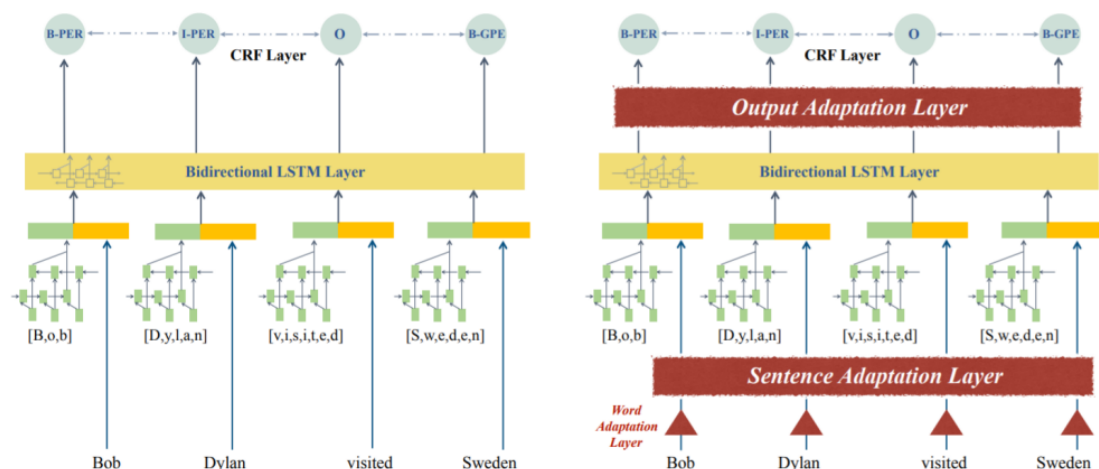 B-PER I-PER O B-GPE
CRF Layer
Bidirectional LSTM Layer
[B,o,b] [D,y,l,a,n] [v,i,s,i,t,e,d] [S,w,e,d,e,n]
Bob Dylan visited Sweden
B-PER I-PER O B-GPE
CRF Layer
Output Adaptation Layer
Bidirectional LSTM Layer
[B,o,b] [D,y,l,a,n] [v,i,s,i,t,e,d] [S,w,e,d,e,n]
Sentence Adaptation Layer
Word
Adaptation
Layer
Bob Dylan visited Sweden